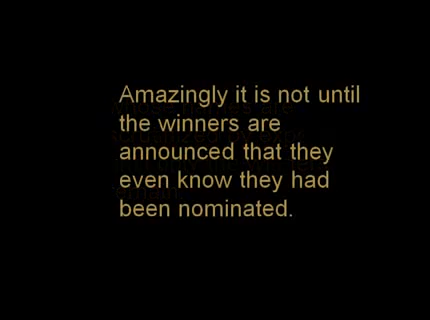 Amazingly it is not until
the winners are
announced that they
even know they had
been nominated.